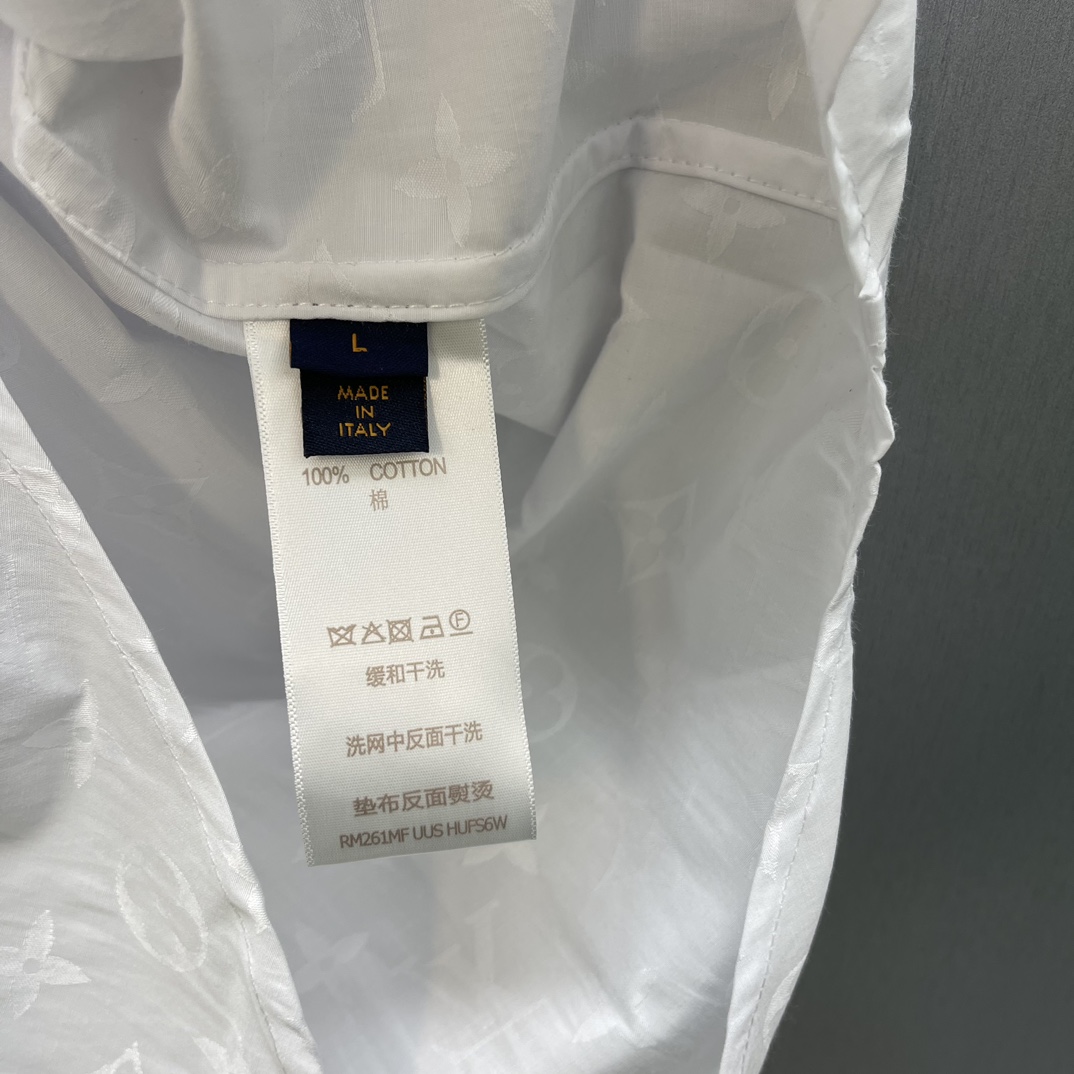 L
MADE
IN
ITALY
100% COTTON
棉
F
缓和干洗
洗网中反面干洗
垫布反面熨烫
RM261MF UUS HUFS6W